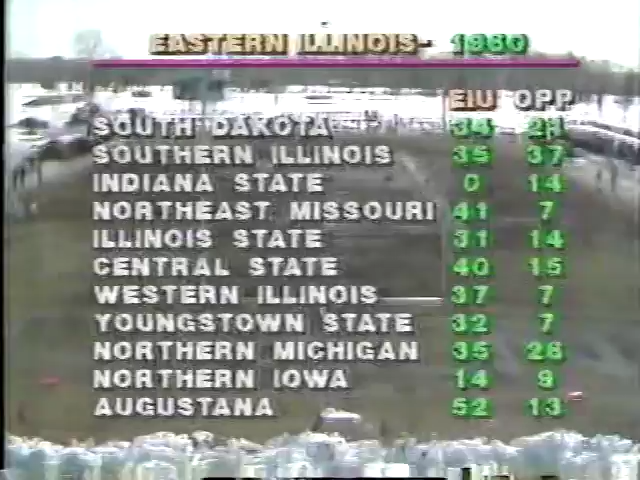 EASTERN ILLINOIS- 1980
EIU OPP
SOUTH DAKOTA 34
SOUTHERN ILLINOIS 35 37
INDIANA STATE 0 14
NORTHEAST MISSOURI 41 7
ILLINOIS STATE 31 14
CENTRAL STATE 40 15
WESTERN ILLINOIS 37 7
YOUNGSTOWN STATE 32 7
NORTHERN MICHIGAN 35
NORTHERN IOWA 14 9
AUGUSTANA 52 13